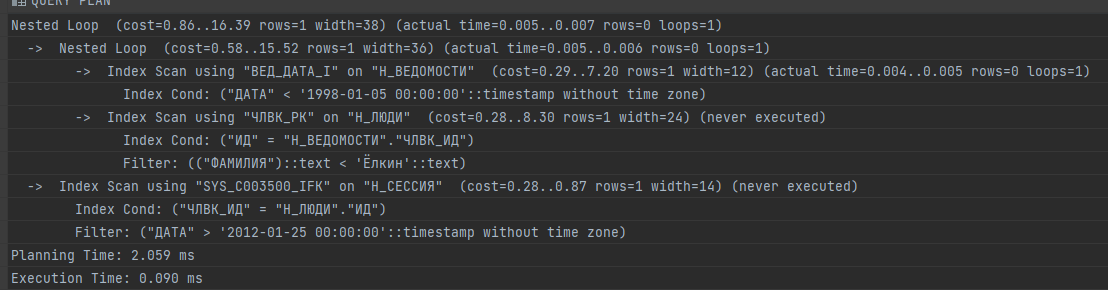 QUERY PLAN
Nested Loop  (cost=0.86..16.39 rows=1 width=38) (actual time=0.005..0.007 rows=0 loops=1)
  ->  Nested Loop  (cost=0.58..15.52 rows=1 width=36) (actual time=0.005..0.006 rows=0 loops=1)
        ->  Index Scan using "ВЕД_ДАТА_I" on "Н_ВЕДОМОСТИ"  (cost=0.29..7.20 rows=1 width=12) (actual time=0.004..0.005 rows=0 loops=1)
              Index Cond: ("ДАТА" < '1998-01-05 00:00:00'::timestamp without time zone)
        ->  Index Scan using "ЧЛВК_РК" on "Н_ЛЮДИ"  (cost=0.28..8.30 rows=1 width=24) (never executed)
              Index Cond: ("ИД" = "Н_ВЕДОМОСТИ"."ЧЛВК_ИД")
              Filter: (("ФАМИЛИЯ")::text < 'Ёлкин'::text)
  ->  Index Scan using "SYS_C003500_IFK" on "Н_СЕССИЯ"  (cost=0.28..0.87 rows=1 width=14) (never executed)
        Index Cond: ("ЧЛВК_ИД" = "Н_ЛЮДИ"."ИД")
        Filter: ("ДАТА" > '2012-01-25 00:00:00'::timestamp without time zone)
Planning Time: 2.059 ms
Execution Time: 0.090 ms